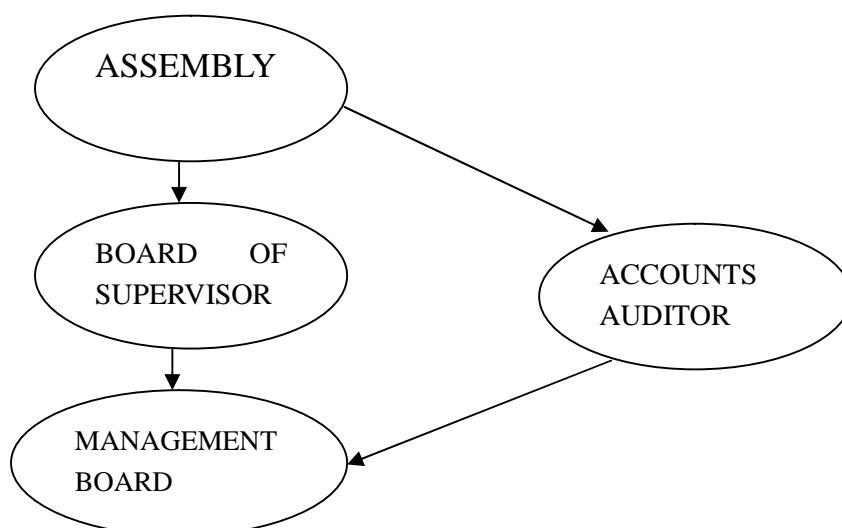 ASSEMBLY
BOARD OF
SUPERVISOR
ACCOUNTS
AUDITOR
MANAGEMENT
BOARD